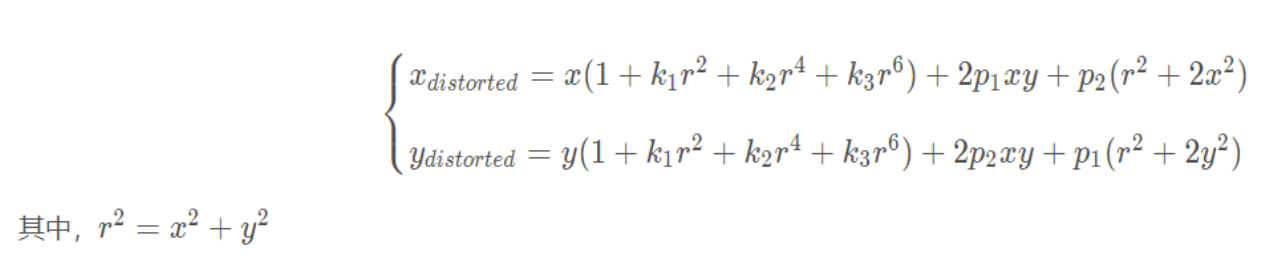 x_distorted = x(1 + k₁r² + k₂r⁴ + k₃r⁶) + 2p₁xy + p₂(r² + 2x²)
y_distorted = y(1 + k₁r² + k₂r⁴ + k₃r⁶) + 2p₂xy + p₁(r² + 2y²)
其中，r² = x² + y²